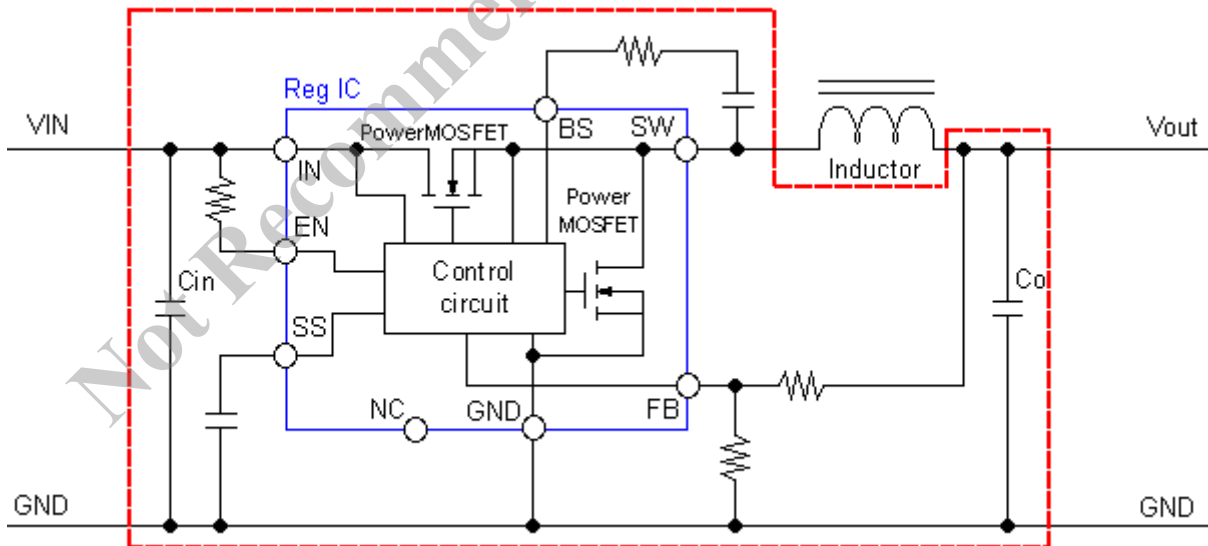 Not Recommen
Reg IC
VIN
PowerMOSFET
BS
SW
Vout
IN
Inductor
Power
MOSFET
EN
Cin
Control
circuit
Co
SS
NC
GND
FB
GND
GND